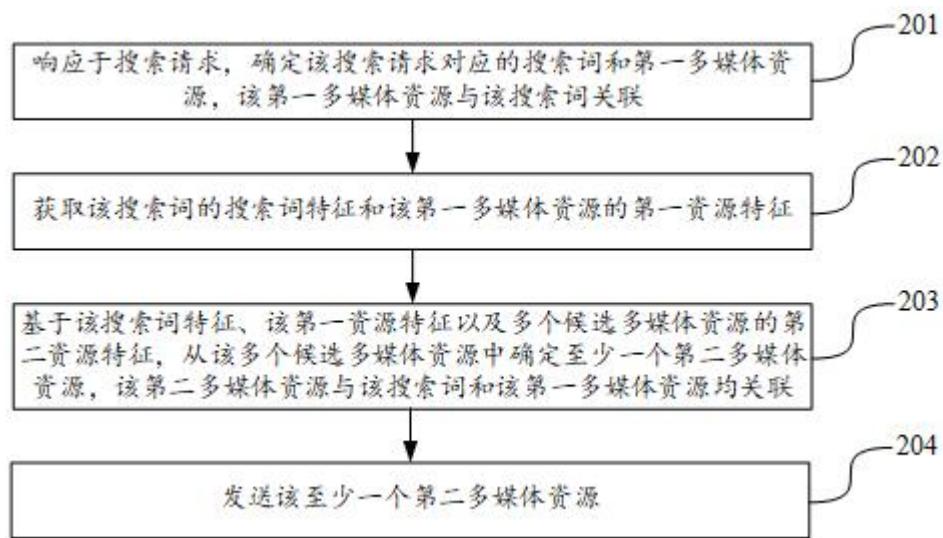 201
响应于搜索请求，确定该搜索请求对应的搜索词和第一多媒体资
源，该第一多媒体资源与该搜索词关联
202
获取该搜索词的搜索词特征和该第一多媒体资源的第一资源特征
203
基于该搜索词特征、该第一资源特征以及多个候选多媒体资源的第
二资源特征，从该多个候选多媒体资源中确定至少一个第二多媒体
资源，该第二多媒体资源与该搜索词和该第一多媒体资源均关联
204
发送该至少一个第二多媒体资源